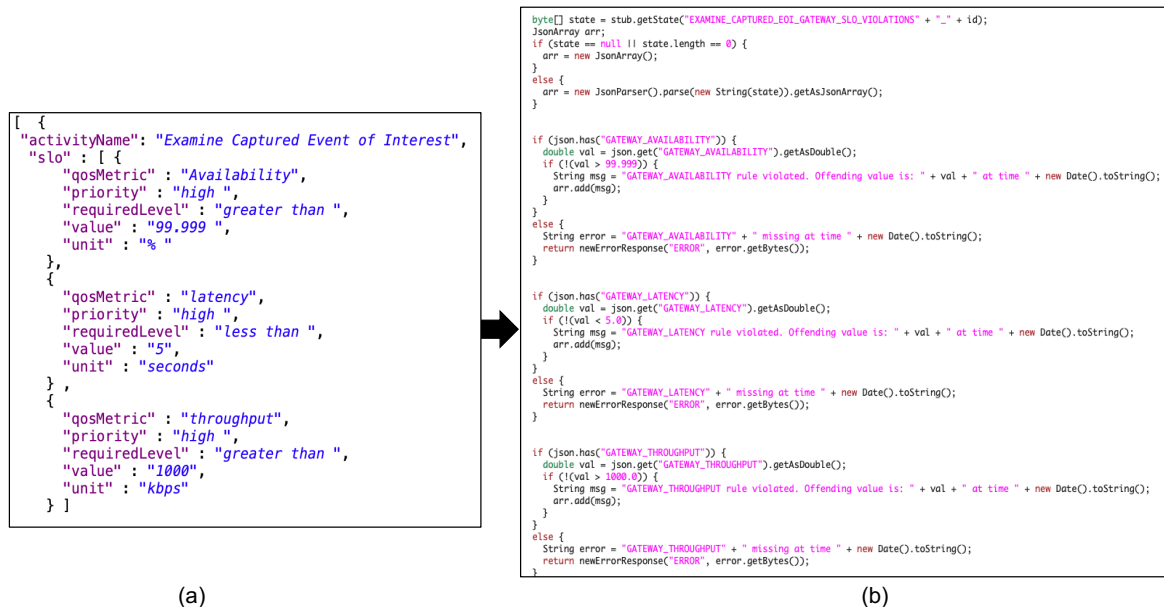 [  {
"activityName": "Examine Captured Event of Interest",
"slo" : [ {
"qosMetric" : "Availability",
"priority" : "high ",
"requiredLevel" : "greater than ",
"value" : "99.999 ",
"unit" : "% "
},
{
"qosMetric" : "latency",
"priority" : "high ",
"requiredLevel" : "less than ",
"value" : "5",
"unit" : "seconds"
} ,
{
"qosMetric" : "throughput",
"priority" : "high ",
"requiredLevel" : "greater than ",
"value" : "1000",
"unit" : "kbps"
} ]
(a)
byte[] state = stub.getState("EXAMINE_CAPTURED_EOI_GATEWAY_SLO_VIOLATIONS" + "_" + id);
JsonArray arr;
if (state == null || state.length == 0) {
arr = new JsonArray();
}
else {
arr = new JsonParser().parse(new String(state)).getAsJsonArray();
}
if (json.has("GATEWAY_AVAILABILITY")) {
double val = json.get("GATEWAY_AVAILABILITY").getAsDouble();
if (!(val > 99.999)) {
String msg = "GATEWAY_AVAILABILITY rule violated. Offending value is: " + val + " at time " + new Date().toString();
arr.add(msg);
}
}
else {
String error = "GATEWAY_AVAILABILITY" + " missing at time " + new Date().toString();
return newErrorResponse("ERROR", error.getBytes());
}
if (json.has("GATEWAY_LATENCY")) {
double val = json.get("GATEWAY_LATENCY").getAsDouble();
if (!(val < 5.0)) {
String msg = "GATEWAY_LATENCY rule violated. Offending value is: " + val + " at time " + new Date().toString();
arr.add(msg);
}
}
else {
String error = "GATEWAY_LATENCY" + " missing at time " + new Date().toString();
return newErrorResponse("ERROR", error.getBytes());
}
if (json.has("GATEWAY_THROUGHPUT")) {
double val = json.get("GATEWAY_THROUGHPUT").getAsDouble();
if (!(val > 1000.0)) {
String msg = "GATEWAY_THROUGHPUT rule violated. Offending value is: " + val + " at time " + new Date().toString();
arr.add(msg);
}
}
else {
String error = "GATEWAY_THROUGHPUT" + " missing at time " + new Date().toString();
return newErrorResponse("ERROR", error.getBytes());
}
(b)